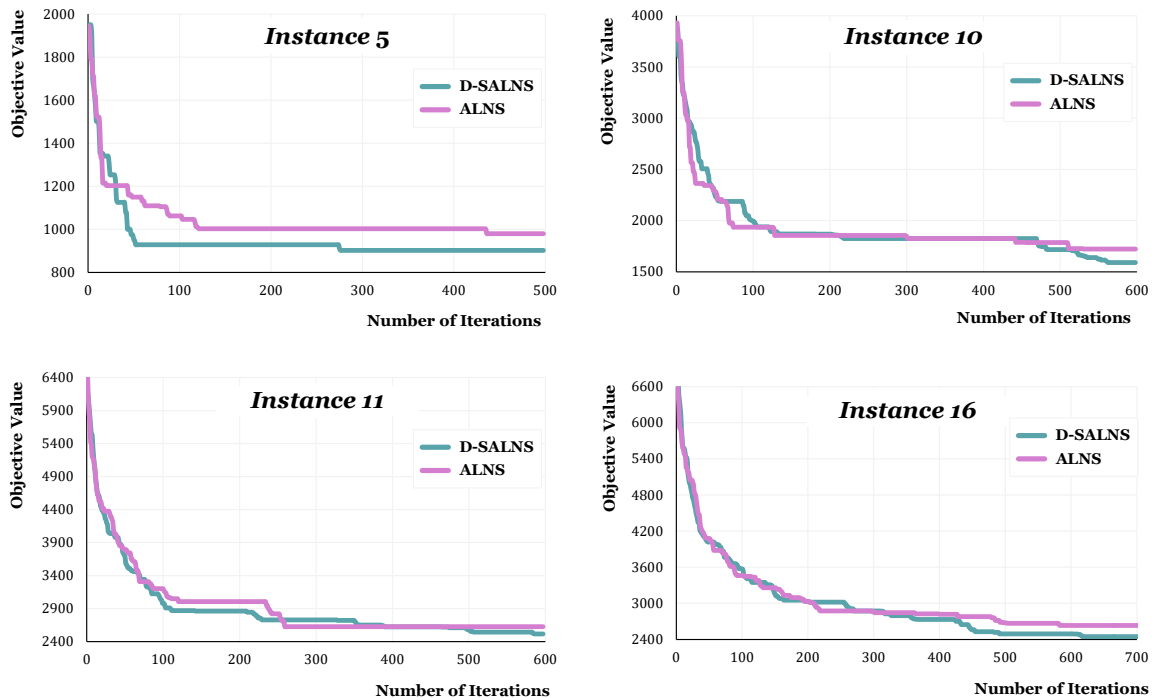 Instance 5
Objective Value
2000
1800
1600
1400
1200
1000
800
D-SALNS
ALNS
0 100 200 300 400 500
Number of Iterations
Instance 10
Objective Value
4000
3500
3000
2500
2000
1500
D-SALNS
ALNS
0 100 200 300 400 500 600
Number of Iterations
Instance 11
Objective Value
6400
5900
5400
4900
4400
3900
3400
2900
2400
D-SALNS
ALNS
0 100 200 300 400 500 600
Number of Iterations
Instance 16
Objective Value
6600
6000
5400
4800
4200
3600
3000
2400
D-SALNS
ALNS
0 100 200 300 400 500 600 700
Number of Iterations